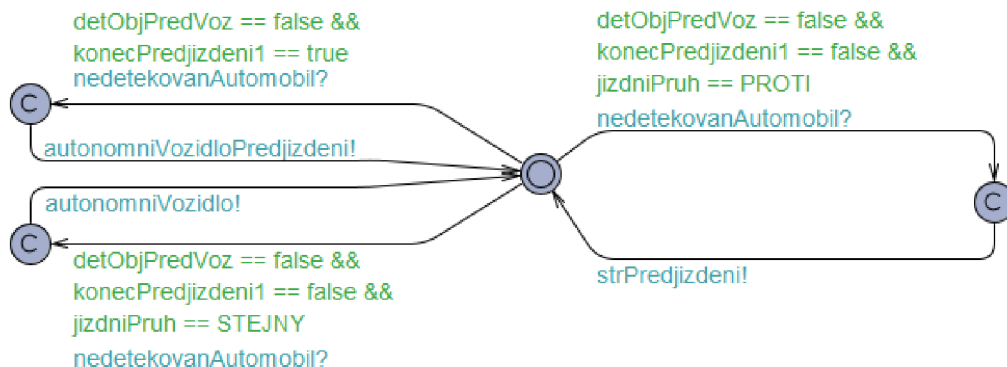 detObjPredVoz == false &&
konecPredjizdeni1 == true
nedetekovanAutomobil?
C
autonomniVozidloPredjizdeni!
autonomniVozidlo!
C
detObjPredVoz == false &&
konecPredjizdeni1 == false &&
jizdniPruh == STEJNY
nedetekovanAutomobil?
detObjPredVoz == false &&
konecPredjizdeni1 == false &&
jizdniPruh == PROTI
nedetekovanAutomobil?
C
strPredjizdeni!